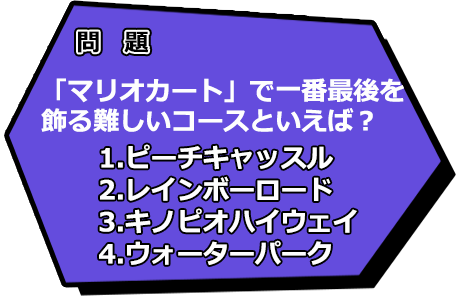 問 題
「マリオカート」で一番最後を
飾る難しいコースといえば？
1.ピーチキャッスル
2.レインボーロード
3.キノピオハイウェイ
4.ウォーターパーク